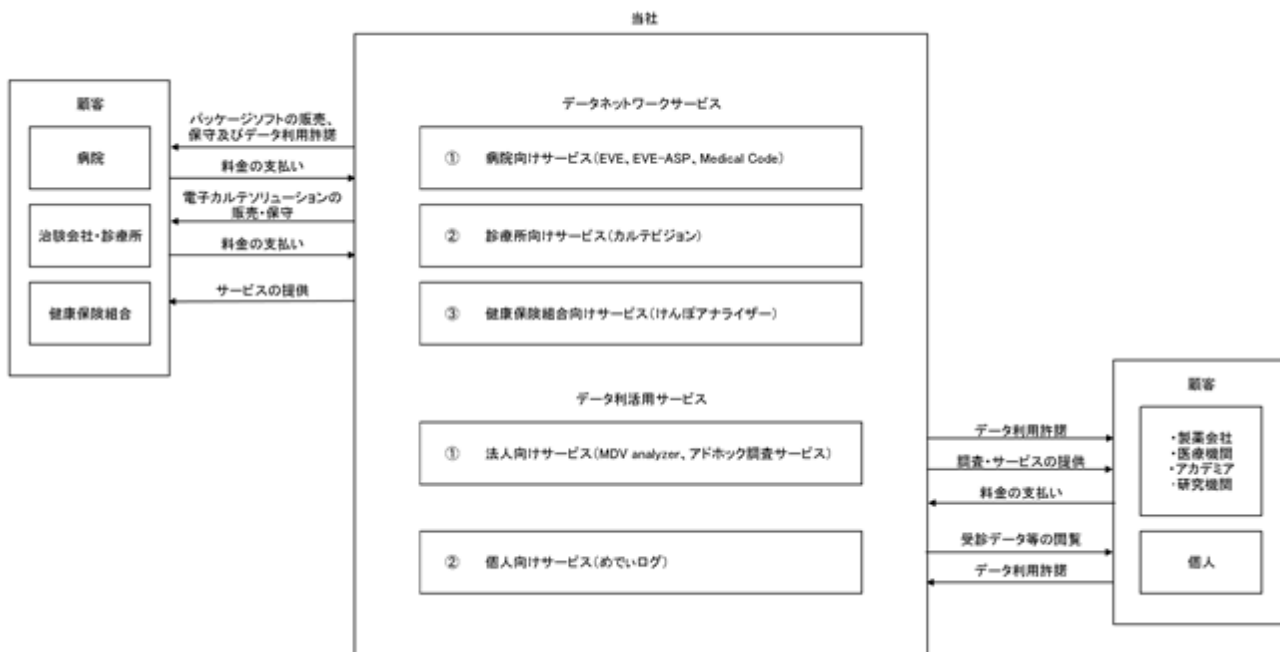 当社
顧客
病院
治験会社・診療所
健康保険組合
パッケージソフトの販売、
保守及びデータ利用許諾
料金の支払い
電子カルテソリューションの
販売・保守
料金の支払い
サービスの提供
データネットワークサービス
① 病院向けサービス(EVE、EVE-ASP、Medical Code)
② 診療所向けサービス(カルテビジョン)
③ 健康保険組合向けサービス(けんぽアナライザー)
データ利活用サービス
① 法人向けサービス(MDV analyzer、アドホック調査サービス)
② 個人向けサービス(めでぃログ)
データ利用許諾
調査・サービスの提供
料金の支払い
受診データ等の閲覧
データ利用許諾
顧客
・製薬会社
・医療機関
・アカデミア
・研究機関
個人